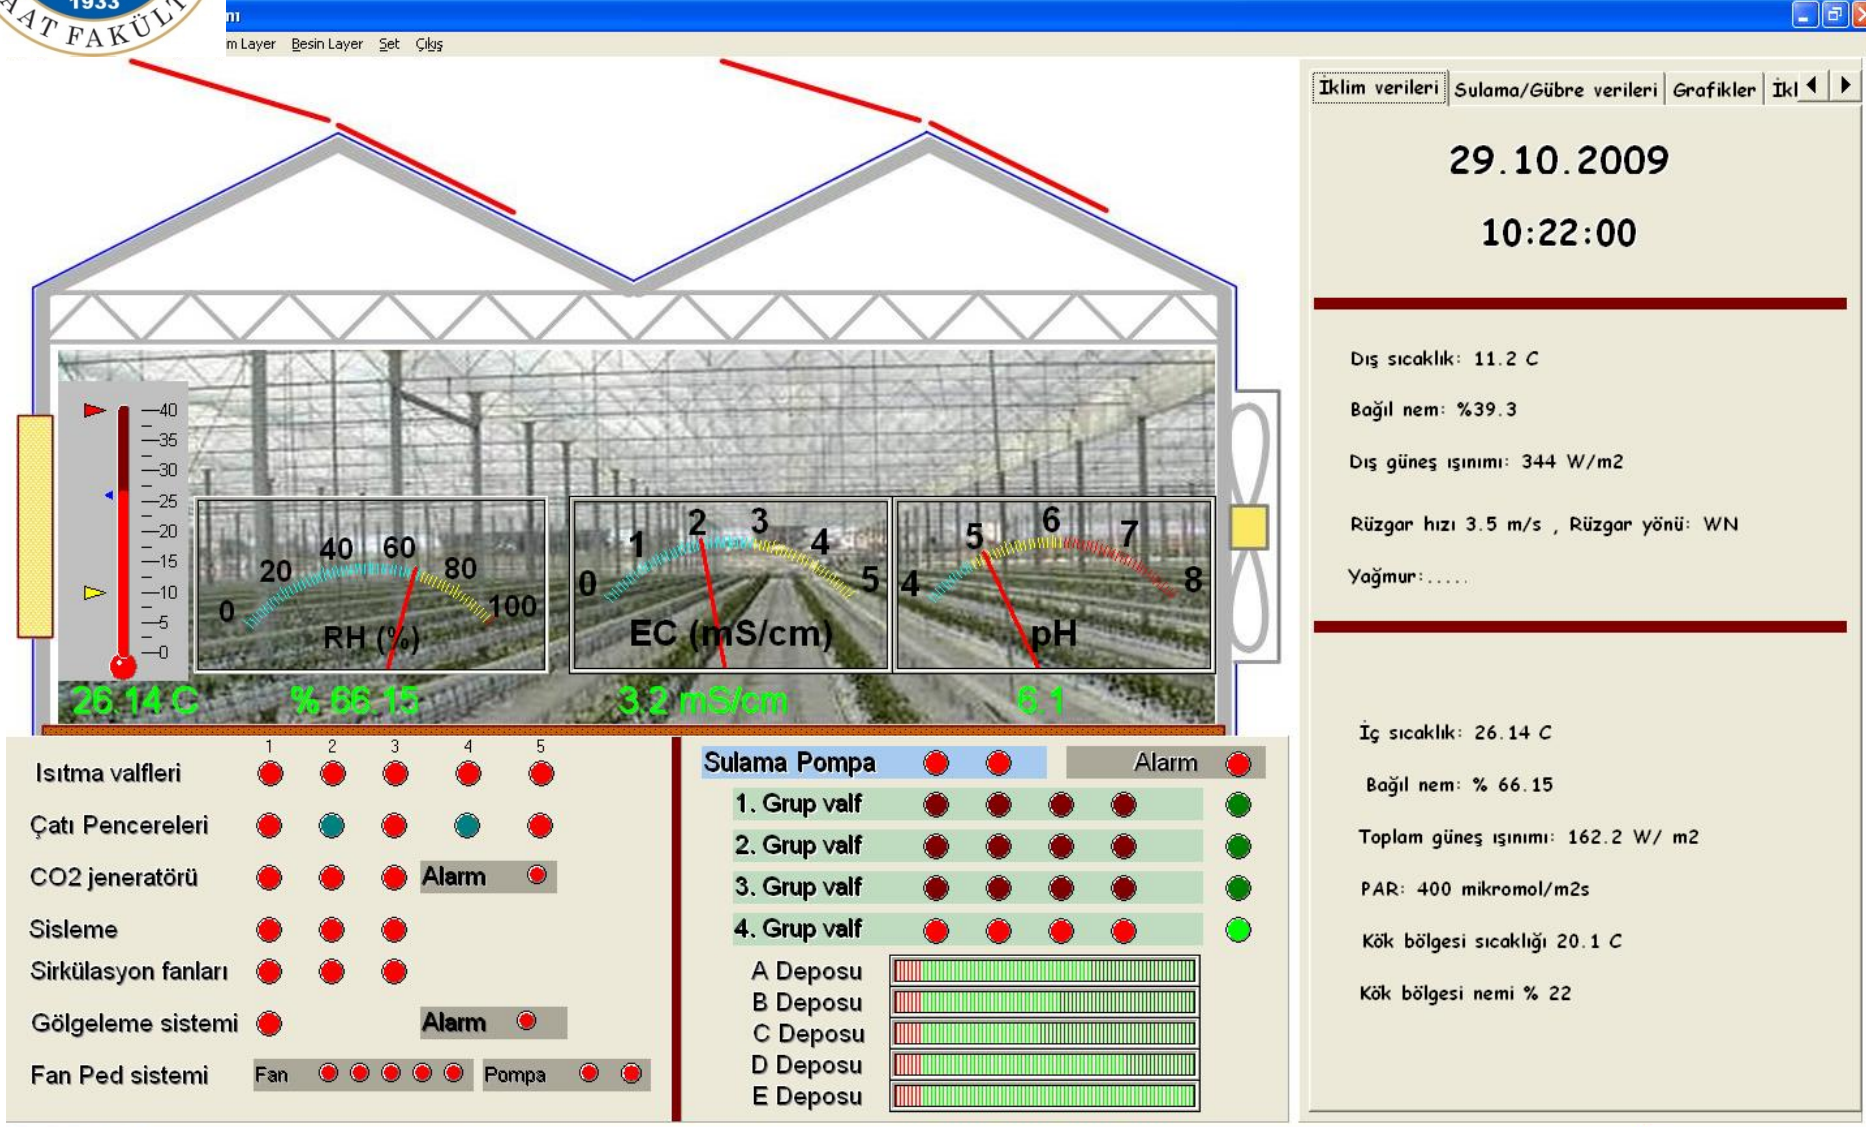 1933
AAT FAKÜLT
nı
m Layer Besin Layer Set Çıkış
İklim verileri Sulama/Gübre verileri Grafikler İkl
29.10.2009
10:22:00
Dış sıcaklık: 11.2 C
Bağıl nem: %39.3
Dış güneş ışınımı: 344 W/m2
Rüzgar hızı 3.5 m/s , Rüzgar yönü: WN
Yağmur:.....
İç sıcaklık: 26.14 C
Bağıl nem: % 66.15
Toplam güneş ışınımı: 162.2 W/ m2
PAR: 400 mikromol/m2s
Kök bölgesi sıcaklığı 20.1 C
Kök bölgesi nemi % 22
40
35
30
25
20
15
10
5
0
26.14 C
0 20 40 60 80 100
RH (%)
% 66.15
0 1 2 3 4 5
EC (mS/cm)
3.2 mS/cm
4 5 6 7 8
pH
6.1
1 2 3 4 5
Isıtma valfleri
Çatı Pencereleri
CO2 jeneratörü Alarm
Sisleme
Sirkülasyon fanları
Gölgeleme sistemi Alarm
Fan Ped sistemi Fan Pompa
Sulama Pompa Alarm
1. Grup valf
2. Grup valf
3. Grup valf
4. Grup valf
A Deposu
B Deposu
C Deposu
D Deposu
E Deposu